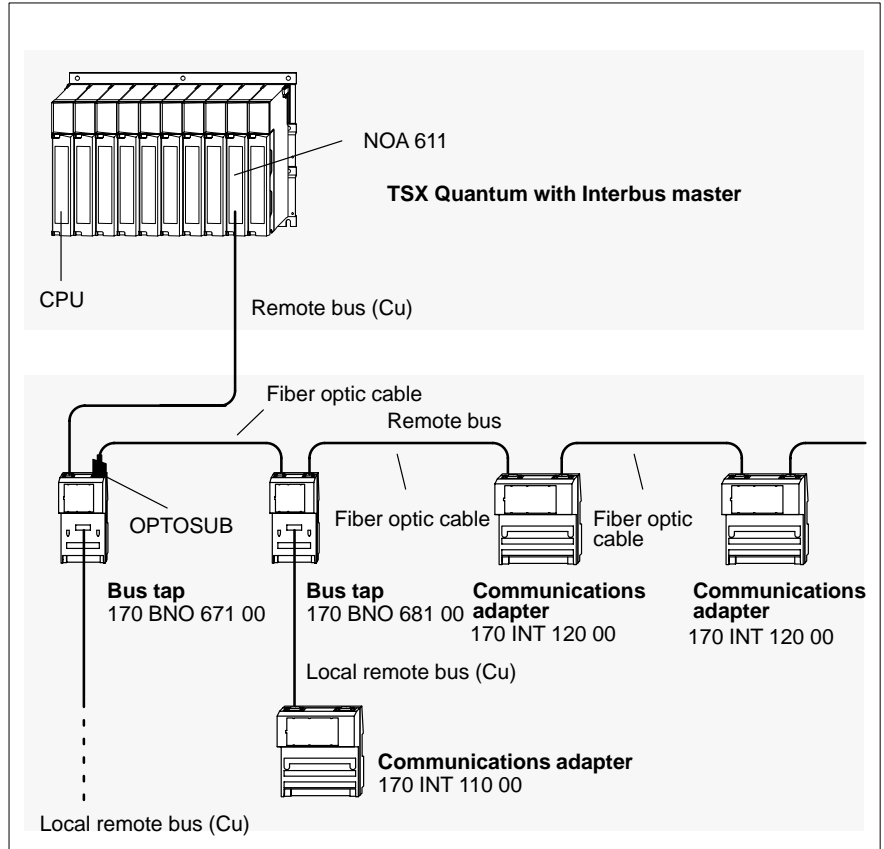 NOA 611
TSX Quantum with Interbus master
CPU
Remote bus (Cu)
Fiber optic cable
Remote bus
OPTOSUB
Fiber optic cable
Fiber optic
cable
Bus tap
170 BNO 671 00
Bus tap
170 BNO 681 00
Communications
adapter
170 INT 120 00
Communications
adapter
170 INT 120 00
Local remote bus (Cu)
Communications adapter
170 INT 110 00
Local remote bus (Cu)